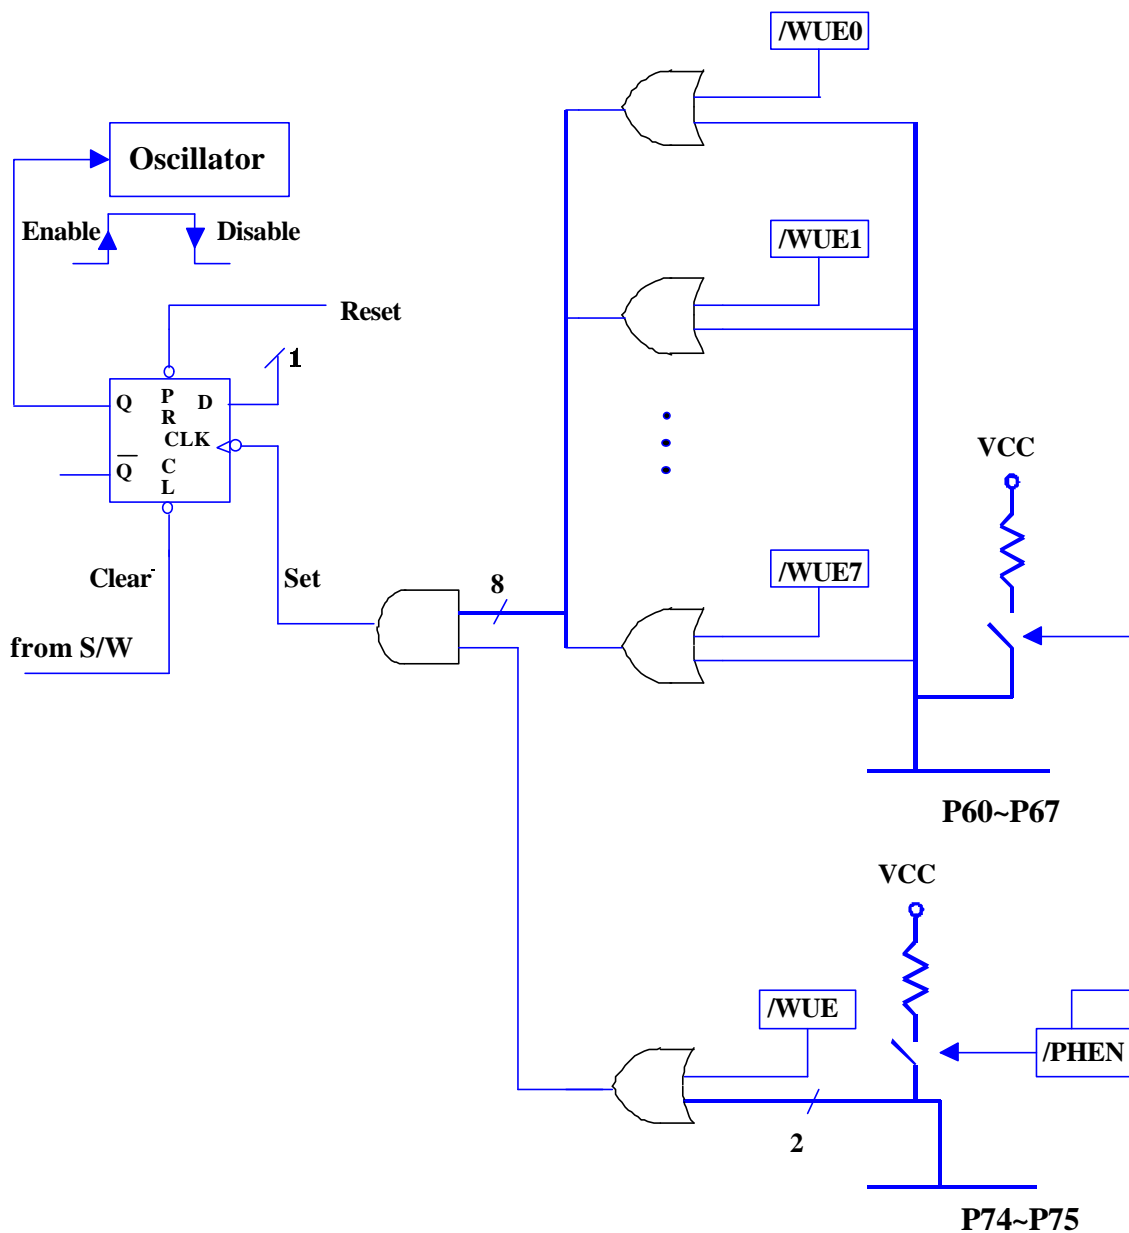 /WUE0
Oscillator
Enable
Disable
/WUE1
Reset
1
Q
P
R
D
CLK
Q
C
L
VCC
Clear
Set
8
/WUE7
from S/W
P60~P67
VCC
/WUE
/PHEN
2
P74~P75